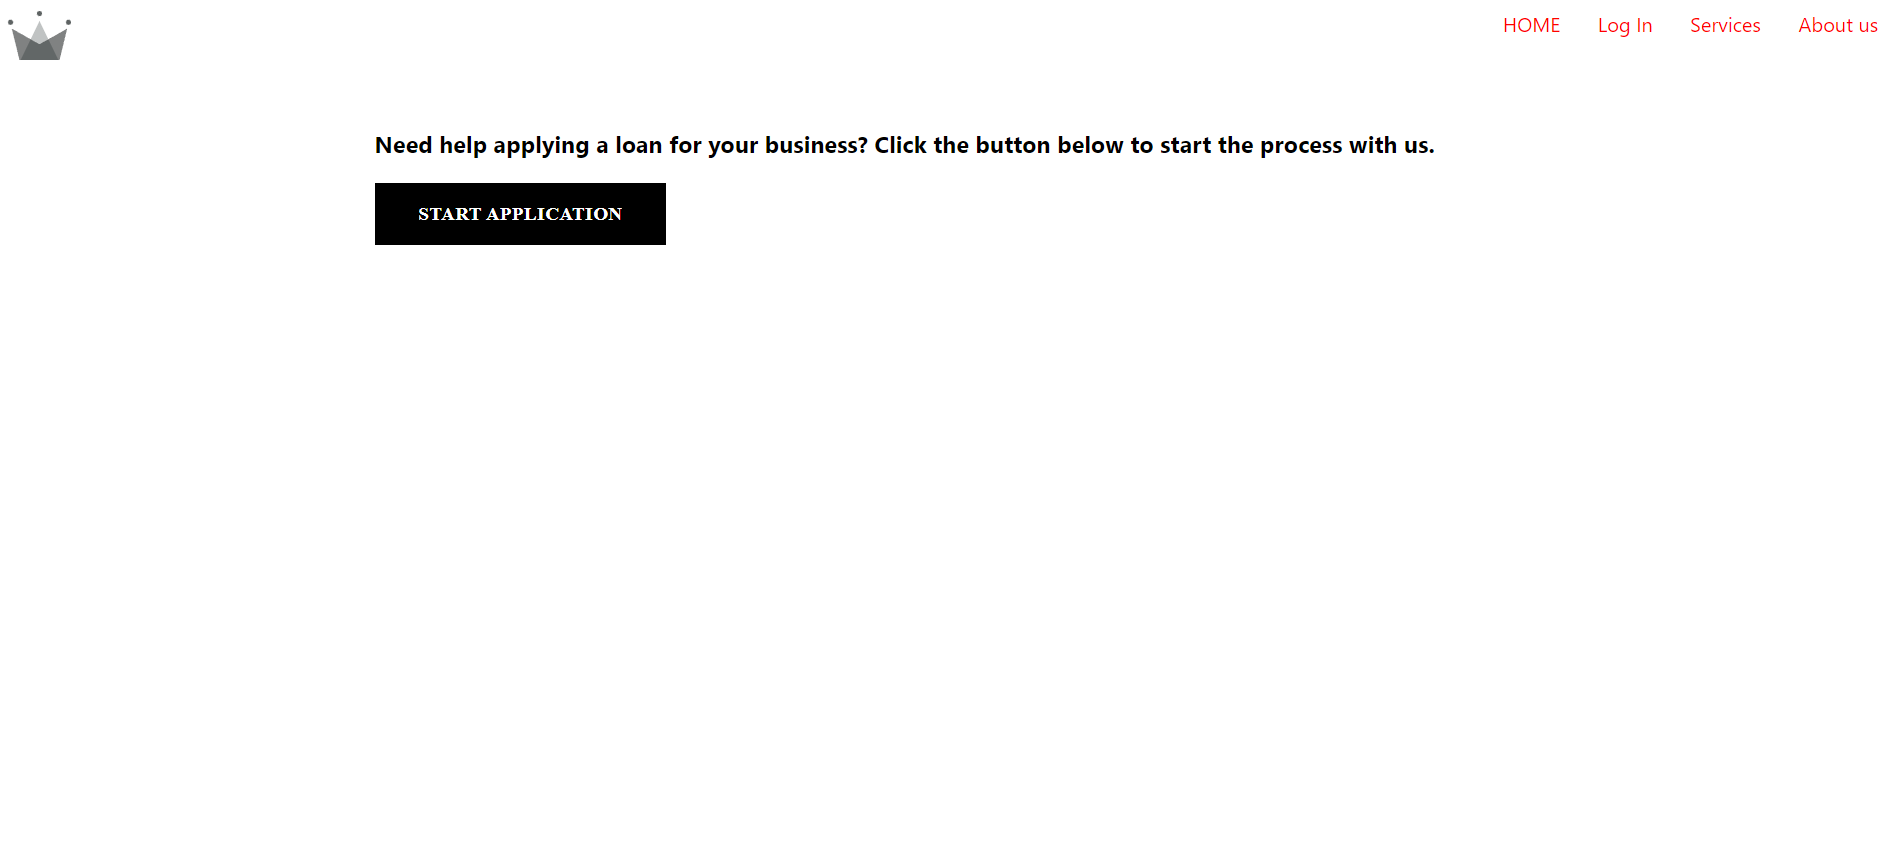 HOME Log In Services About us
Need help applying a loan for your business? Click the button below to start the process with us.
START APPLICATION